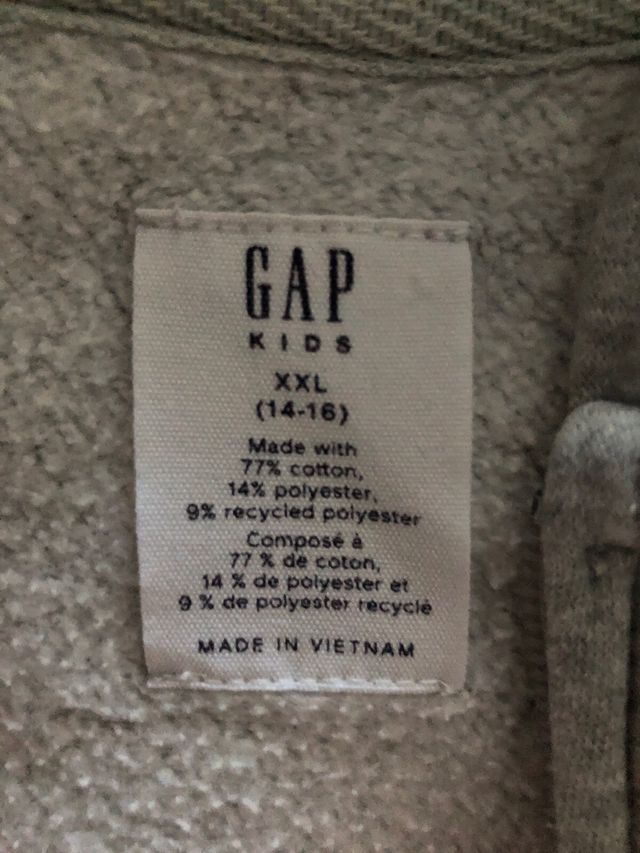 GAP
KIDS
XXL
(14-16)
Made with
77% cotton,
14% polyester,
9% recycled polyester
Composé à
77 % de coton,
14 % de polyester et
9 % de polyester recyclé
MADE IN VIETNAM